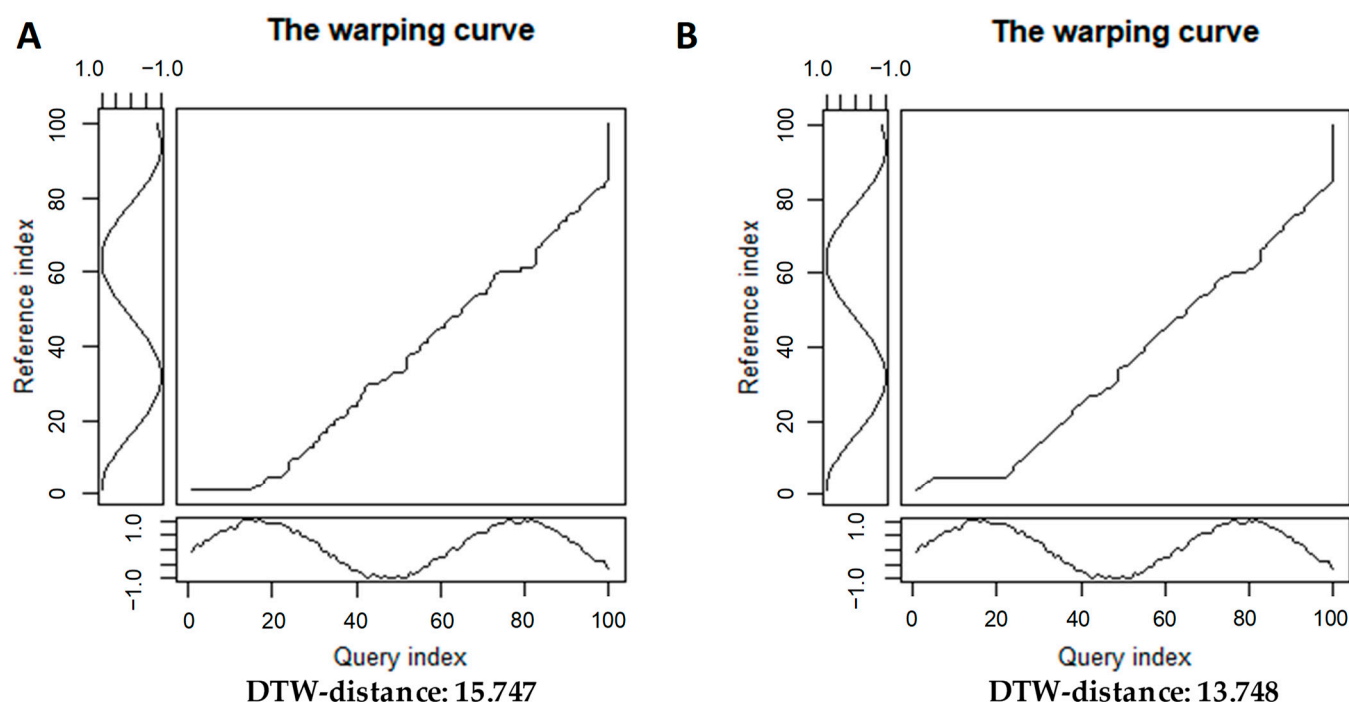 A
The warping curve
1.0 −1.0
100
80
60
40
20
0
Reference index
1.0
−1.0
0 20 40 60 80 100
Query index
DTW-distance: 15.747
B
The warping curve
1.0 −1.0
100
80
60
40
20
0
Reference index
1.0
−1.0
0 20 40 60 80 100
Query index
DTW-distance: 13.748